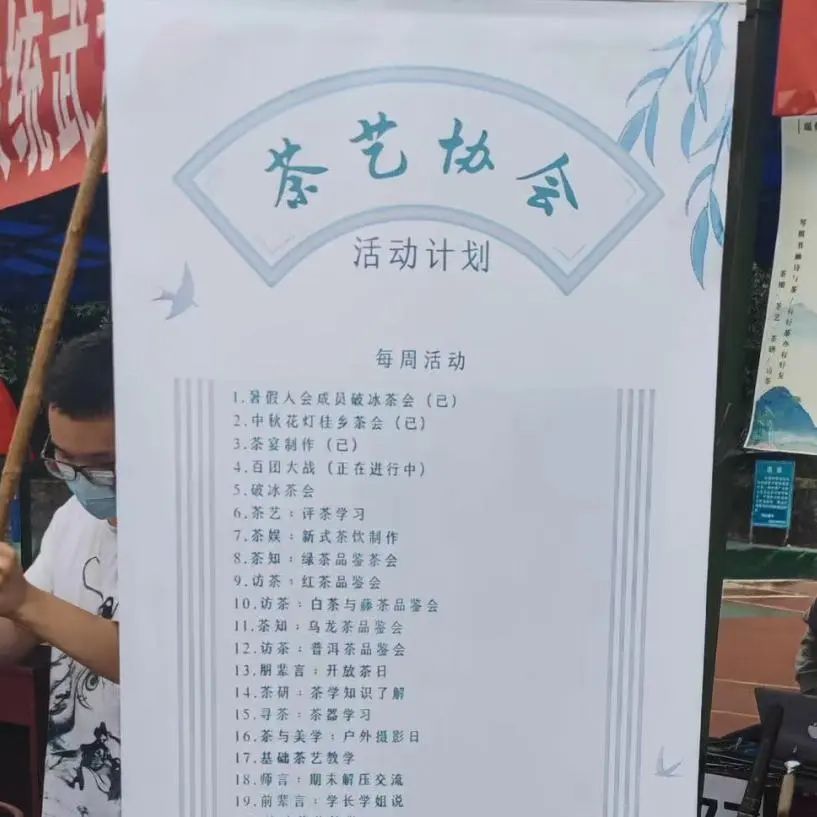 统武
茶艺协会
活动计划
每周活动
1.暑假入会成员破冰茶会（已）
2.中秋花灯桂乡茶会（已）
3.茶宴制作（已）
4.百团大战（正在进行中）
5.破冰茶会
6.茶艺：评茶学习
7.茶娱：新式茶饮制作
8.茶知：绿茶品鉴茶会
9.访茶：红茶品鉴会
10.访茶：白茶与藤茶品鉴会
11.茶知：乌龙茶品鉴会
12.访茶：普洱茶品鉴会
13.朋辈言：开放茶日
14.茶研：茶学知识了解
15.寻茶：茶器学习
16.茶与美学：户外摄影日
17.基础茶艺教学
18.师言：期末解压交流
19.前辈言：学长学姐说